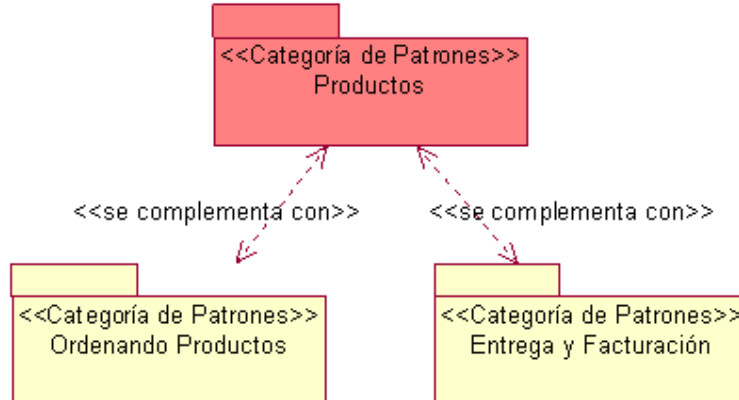 <<Categoría de Patrones>>
Productos
<<se complementa con>>
<<se complementa con>>
<<Categoría de Patrones>>
Ordenando Productos
<<Categoría de Patrones>>
Entrega y Facturación